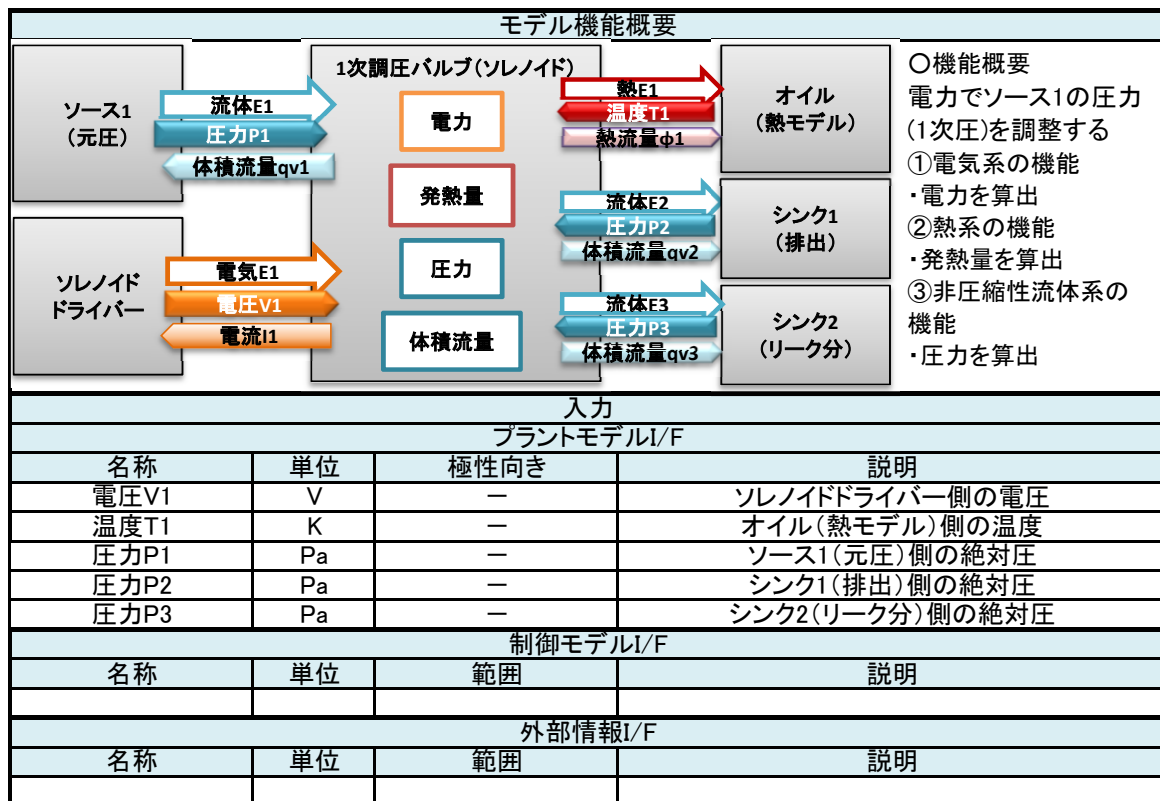 モデル機能概要
ソース1
(元圧)
流体E1
圧力P1
体積流量qv1
ソレノイド
ドライバー
電気E1
電圧V1
電流I1
1次調圧バルブ(ソレノイド)
電力
発熱量
圧力
体積流量
熱E1
温度T1
熱流量φ1
オイル
(熱モデル)
流体E2
圧力P2
体積流量qv2
シンク1
(排出)
流体E3
圧力P3
体積流量qv3
シンク2
(リーク分)
〇機能概要
電力でソース1の圧力
(1次圧)を調整する
①電気系の機能
・電力を算出
②熱系の機能
・発熱量を算出
③非圧縮性流体系の
機能
・圧力を算出
入力
プラントモデルI/F
名称 単位 極性向き 説明
電圧V1 V － ソレノイドドライバー側の電圧
温度T1 K － オイル(熱モデル)側の温度
圧力P1 Pa － ソース1(元圧)側の絶対圧
圧力P2 Pa － シンク1(排出)側の絶対圧
圧力P3 Pa － シンク2(リーク分)側の絶対圧
制御モデルI/F
名称 単位 範囲 説明
外部情報I/F
名称 単位 範囲 説明